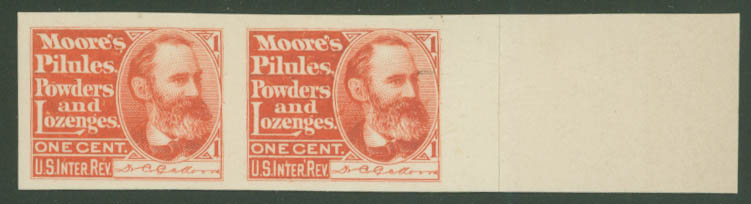 Moore's
Pilules.
Powders
and
Lozenges.
ONE CENT.
U.S. INTER. REV.
1
1
Moore's
Pilules.
Powders
and
Lozenges.
ONE CENT.
U.S. INTER. REV.
1
1